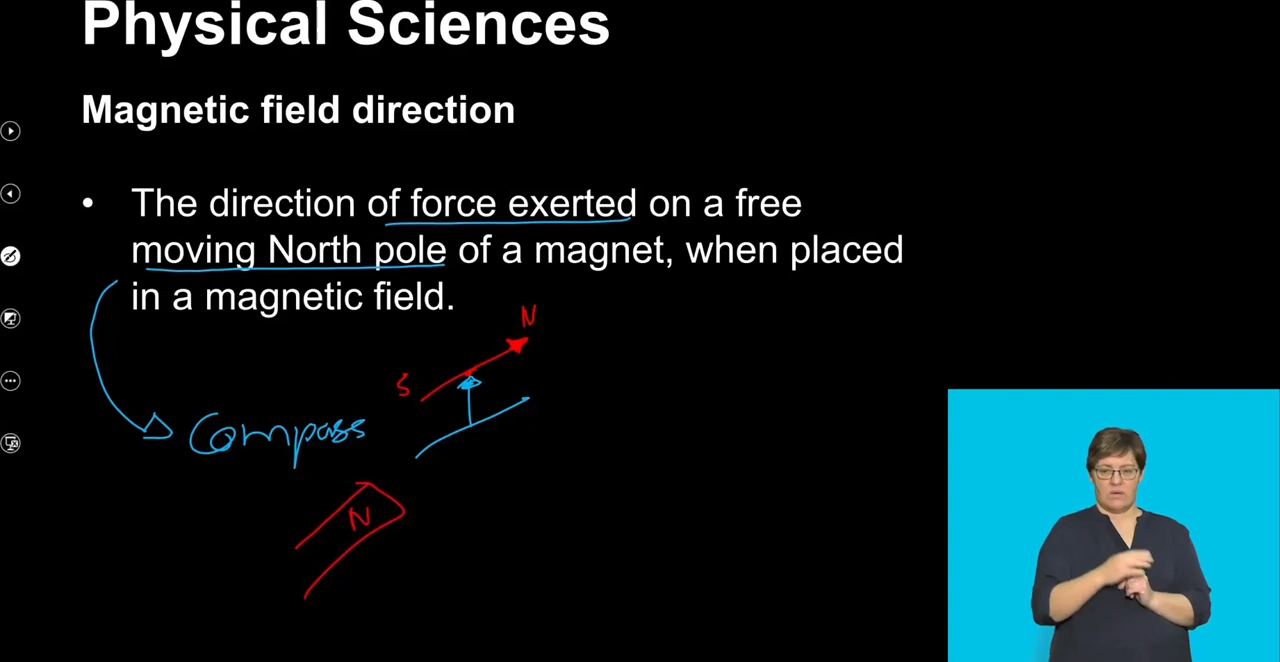 Physical Sciences
Magnetic field direction
• The direction of force exerted on a free
moving North pole of a magnet, when placed
in a magnetic field.
N
S
Compass
N